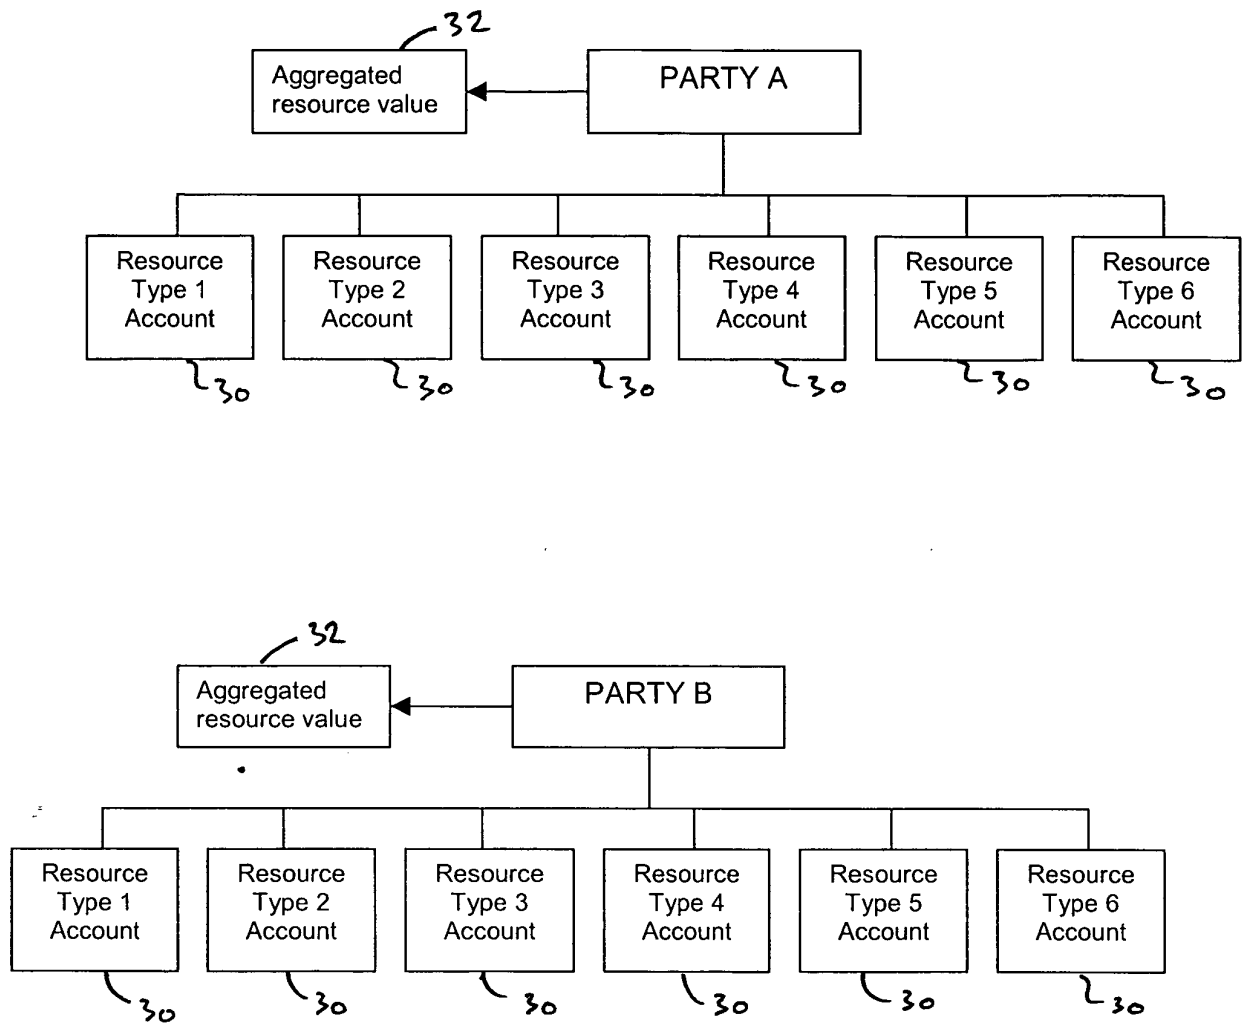 32
Aggregated
resource value
PARTY A
Resource
Type 1
Account
Resource
Type 2
Account
Resource
Type 3
Account
Resource
Type 4
Account
Resource
Type 5
Account
Resource
Type 6
Account
30
30
30
30
30
30
32
Aggregated
resource value
PARTY B
Resource
Type 1
Account
Resource
Type 2
Account
Resource
Type 3
Account
Resource
Type 4
Account
Resource
Type 5
Account
Resource
Type 6
Account
30
30
30
30
30
30